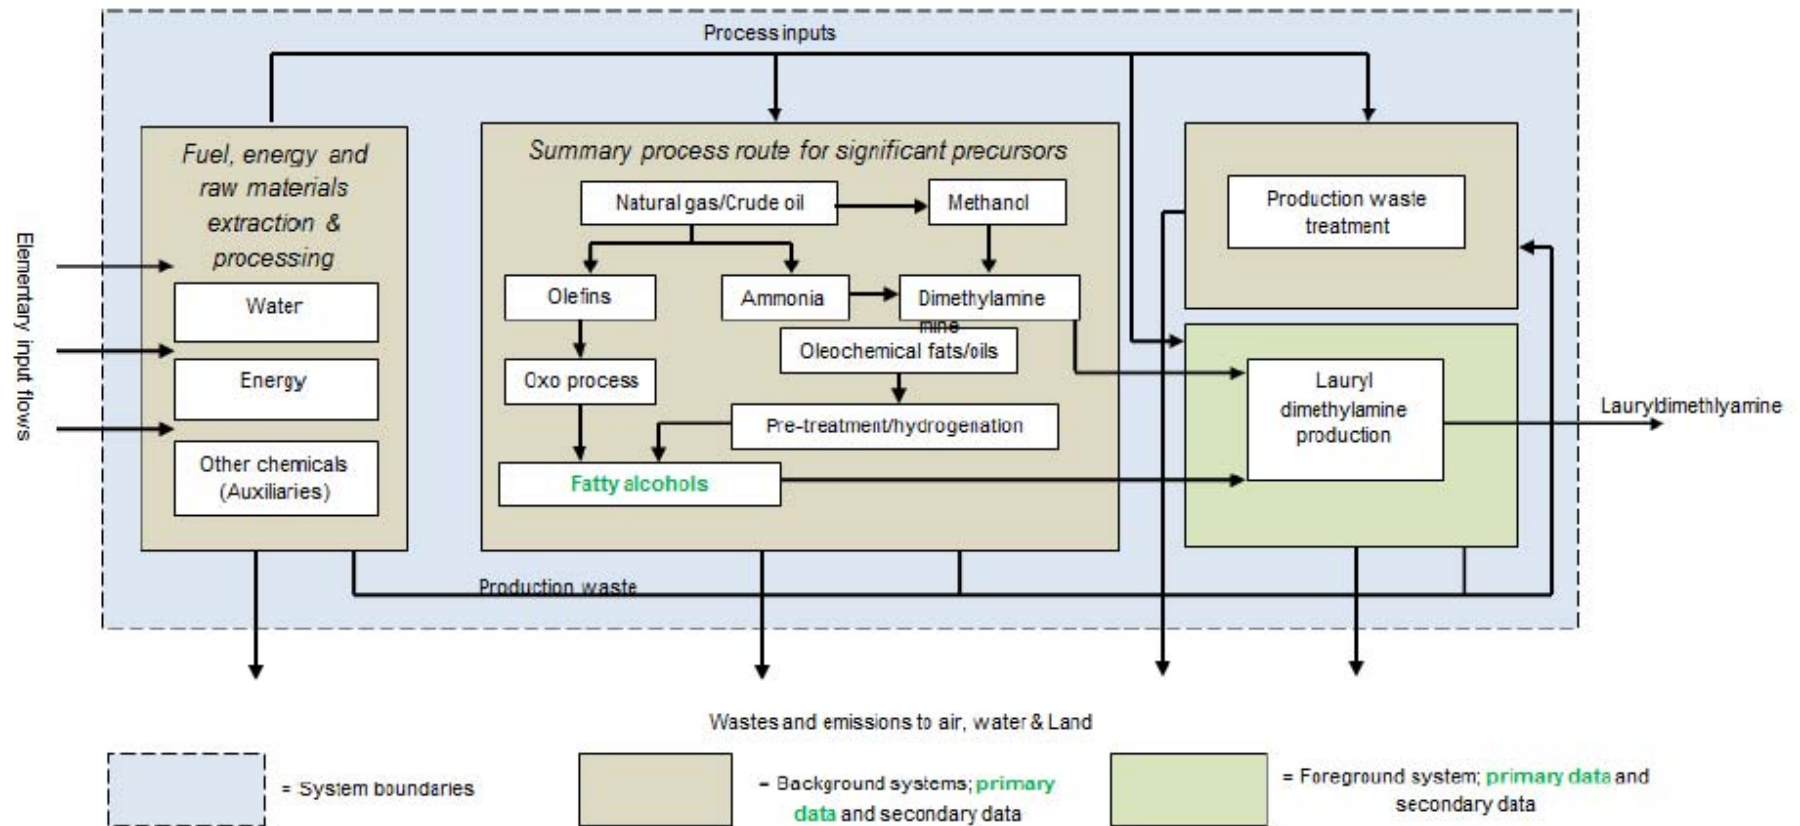 Process inputs
Elementary input flows
Fuel, energy and
raw materials
extraction &
processing
Water
Energy
Other chemicals
(Auxiliaries)
Summary process route for significant precursors
Natural gas/Crude oil
Methanol
Olefins
Ammonia
Dimethylamine
mine
Oleochemical fats/oils
Oxo process
Pre-treatment/hydrogenation
Fatty alcohols
Production waste
treatment
Lauryl
dimethylamine
production
Lauryldimethlyamine
Production waste
Wastes and emissions to air, water & Land
= System boundaries
= Background systems; primary
data and secondary data
= Foreground system; primary data and
secondary data